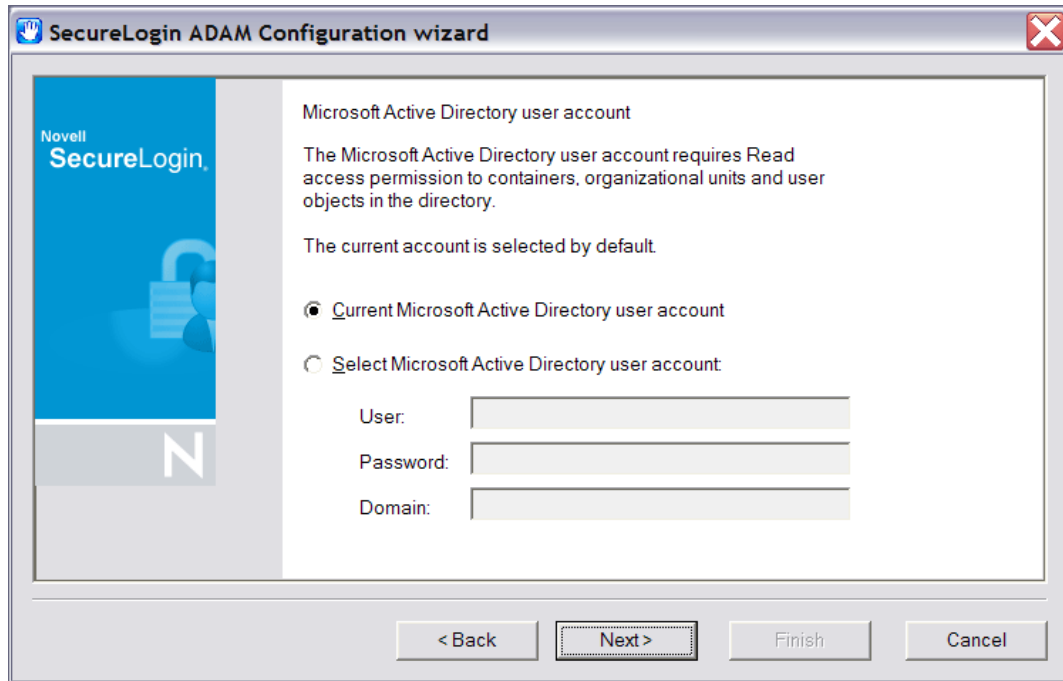 SecureLogin ADAM Configuration wizard
Novell
SecureLogin®
N
Microsoft Active Directory user account
The Microsoft Active Directory user account requires Read
access permission to containers, organizational units and user
objects in the directory.
The current account is selected by default.
Current Microsoft Active Directory user account
Select Microsoft Active Directory user account:
User:
Password:
Domain:
< Back
Next >
Finish
Cancel